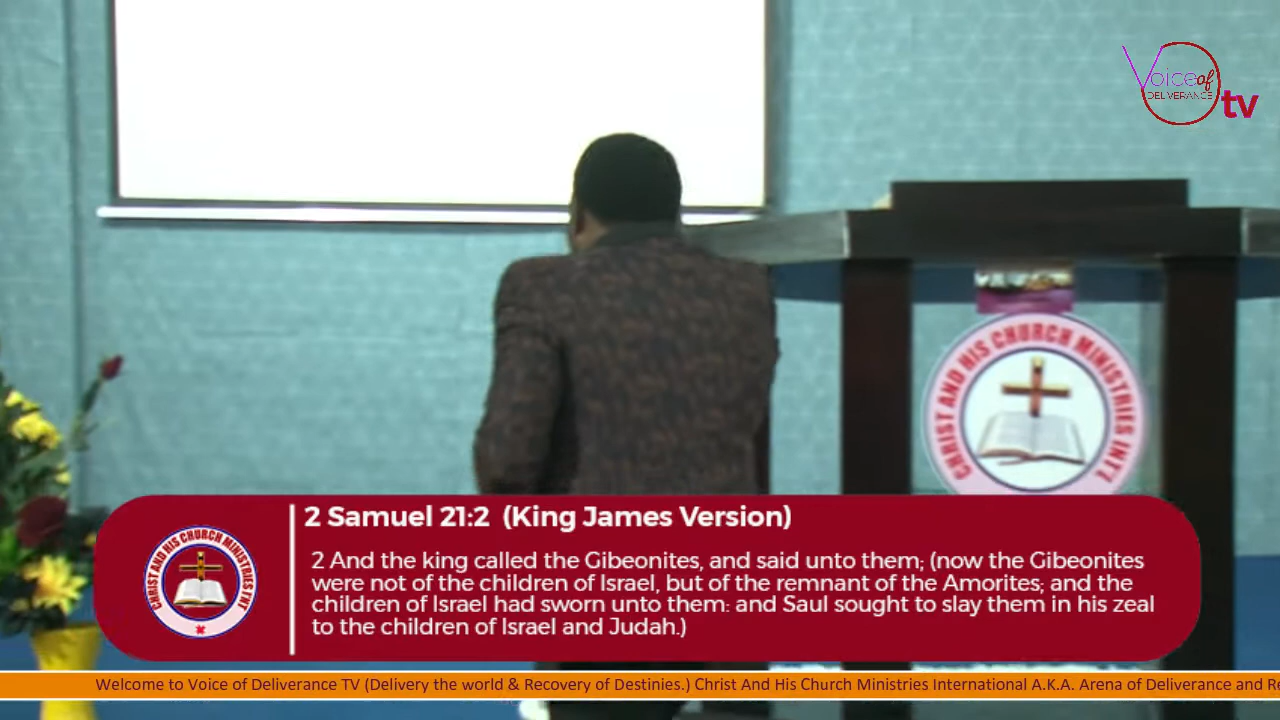 Voice of
DELIVERANCE
tv
CHRIST AND HIS CHURCH MINISTRIES INT'L
2 Samuel 21:2 (King James Version)
2 And the king called the Gibeonites, and said unto them; (now the Gibeonites
were not of the children of Israel, but of the remnant of the Amorites; and the
children of Israel had sworn unto them: and Saul sought to slay them in his zeal
to the children of Israel and Judah.)
CHRIST AND HIS CHURCH MINISTRIES INT'L
Welcome to Voice of Deliverance TV (Delivery the world & Recovery of Destinies.) Christ And His Church Ministries International A.K.A. Arena of Deliverance and Re